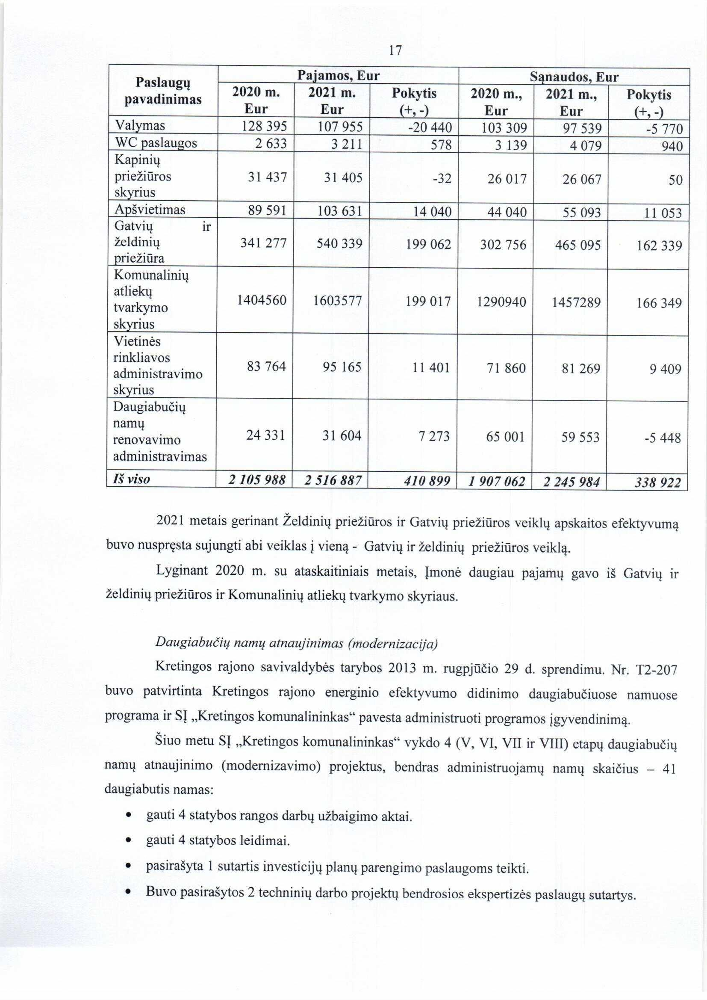 17
Paslaugų pavadinimas | Pajamos, Eur | Sąnaudos, Eur
2020 m. Eur | 2021 m. Eur | Pokytis (+, -) | 2020 m., Eur | 2021 m., Eur | Pokytis (+, -)
Valymas | 128 395 | 107 955 | -20 440 | 103 309 | 97 539 | -5 770
WC paslaugos | 2 633 | 3 211 | 578 | 3 139 | 4 079 | 940
Kapinių priežiūros skyrius | 31 437 | 31 405 | -32 | 26 017 | 26 067 | 50
Apšvietimas | 89 591 | 103 631 | 14 040 | 44 040 | 55 093 | 11 053
Gatvių ir želdinių priežiūra | 341 277 | 540 339 | 199 062 | 302 756 | 465 095 | 162 339
Komunalinių atliekų tvarkymo skyrius | 1404560 | 1603577 | 199 017 | 1290940 | 1457289 | 166 349
Vietinės rinkliavos administravimo skyrius | 83 764 | 95 165 | 11 401 | 71 860 | 81 269 | 9 409
Daugiabučių namų renovavimo administravimas | 24 331 | 31 604 | 7 273 | 65 001 | 59 553 | -5 448
Iš viso | 2 105 988 | 2 516 887 | 410 899 | 1 907 062 | 2 245 984 | 338 922
2021 metais gerinant Želdinių priežiūros ir Gatvių priežiūros veiklų apskaitos efektyvumą
buvo nuspręsta sujungti abi veiklas į vieną - Gatvių ir želdinių priežiūros veiklą.
Lyginant 2020 m. su ataskaitiniais metais, Įmonė daugiau pajamų gavo iš Gatvių ir
želdinių priežiūros ir Komunalinių atliekų tvarkymo skyriaus.
Daugiabučių namų atnaujinimas (modernizacija)
Kretingos rajono savivaldybės tarybos 2013 m. rugpjūčio 29 d. sprendimu. Nr. T2-207
buvo patvirtinta Kretingos rajono energinio efektyvumo didinimo daugiabučiuose namuose
programa ir SĮ „Kretingos komunalininkas“ pavesta administruoti programos įgyvendinimą.
Šiuo metu SĮ „Kretingos komunalininkas“ vykdo 4 (V, VI, VII ir VIII) etapų daugiabučių
namų atnaujinimo (modernizavimo) projektus, bendras administruojamų namų skaičius – 41
daugiabutis namas:
• gauti 4 statybos rangos darbų užbaigimo aktai.
• gauti 4 statybos leidimai.
• pasirašyta 1 sutartis investicijų planų parengimo paslaugoms teikti.
• Buvo pasirašytos 2 techninių darbo projektų bendrosios ekspertizės paslaugų sutartys.